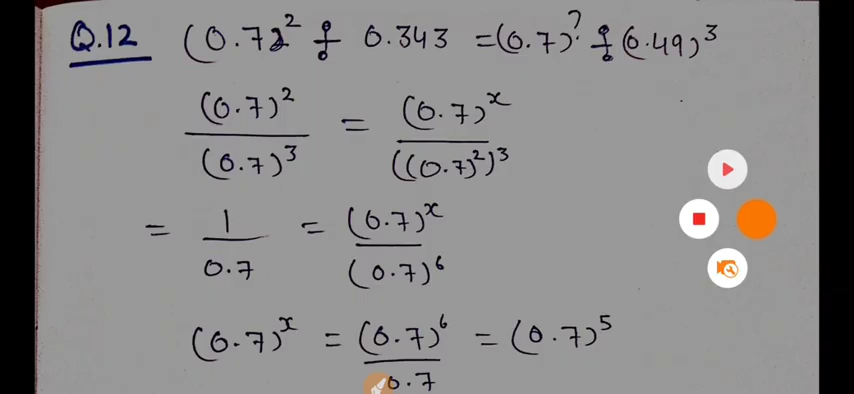 Q.12 (0.7)² ÷ 0.343 = (0.7)^? ÷ (0.49)³
(0.7)² / (0.7)³ = (0.7)^x / ((0.7)²)³
= 1 / 0.7 = (0.7)^x / (0.7)⁶
(0.7)^x = (0.7)⁶ / 0.7 = (0.7)⁵